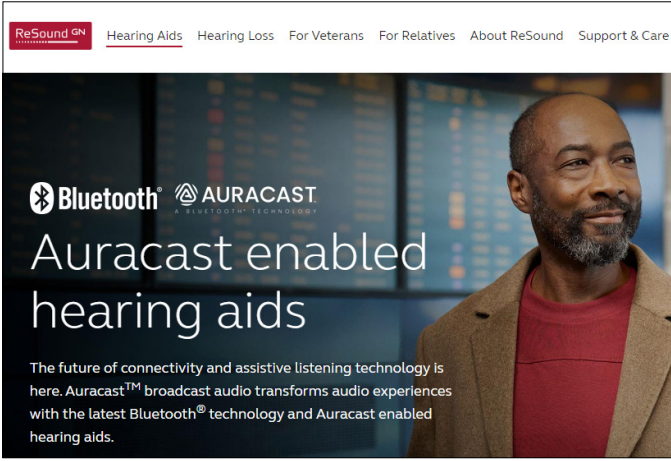 ReSound GN
Hearing Aids Hearing Loss For Veterans For Relatives About ReSound Support & Care
Bluetooth® AURACAST™
A BLUETOOTH® TECHNOLOGY
Auracast enabled
hearing aids
The future of connectivity and assistive listening technology is
here. Auracast™ broadcast audio transforms audio experiences
with the latest Bluetooth® technology and Auracast enabled
hearing aids.